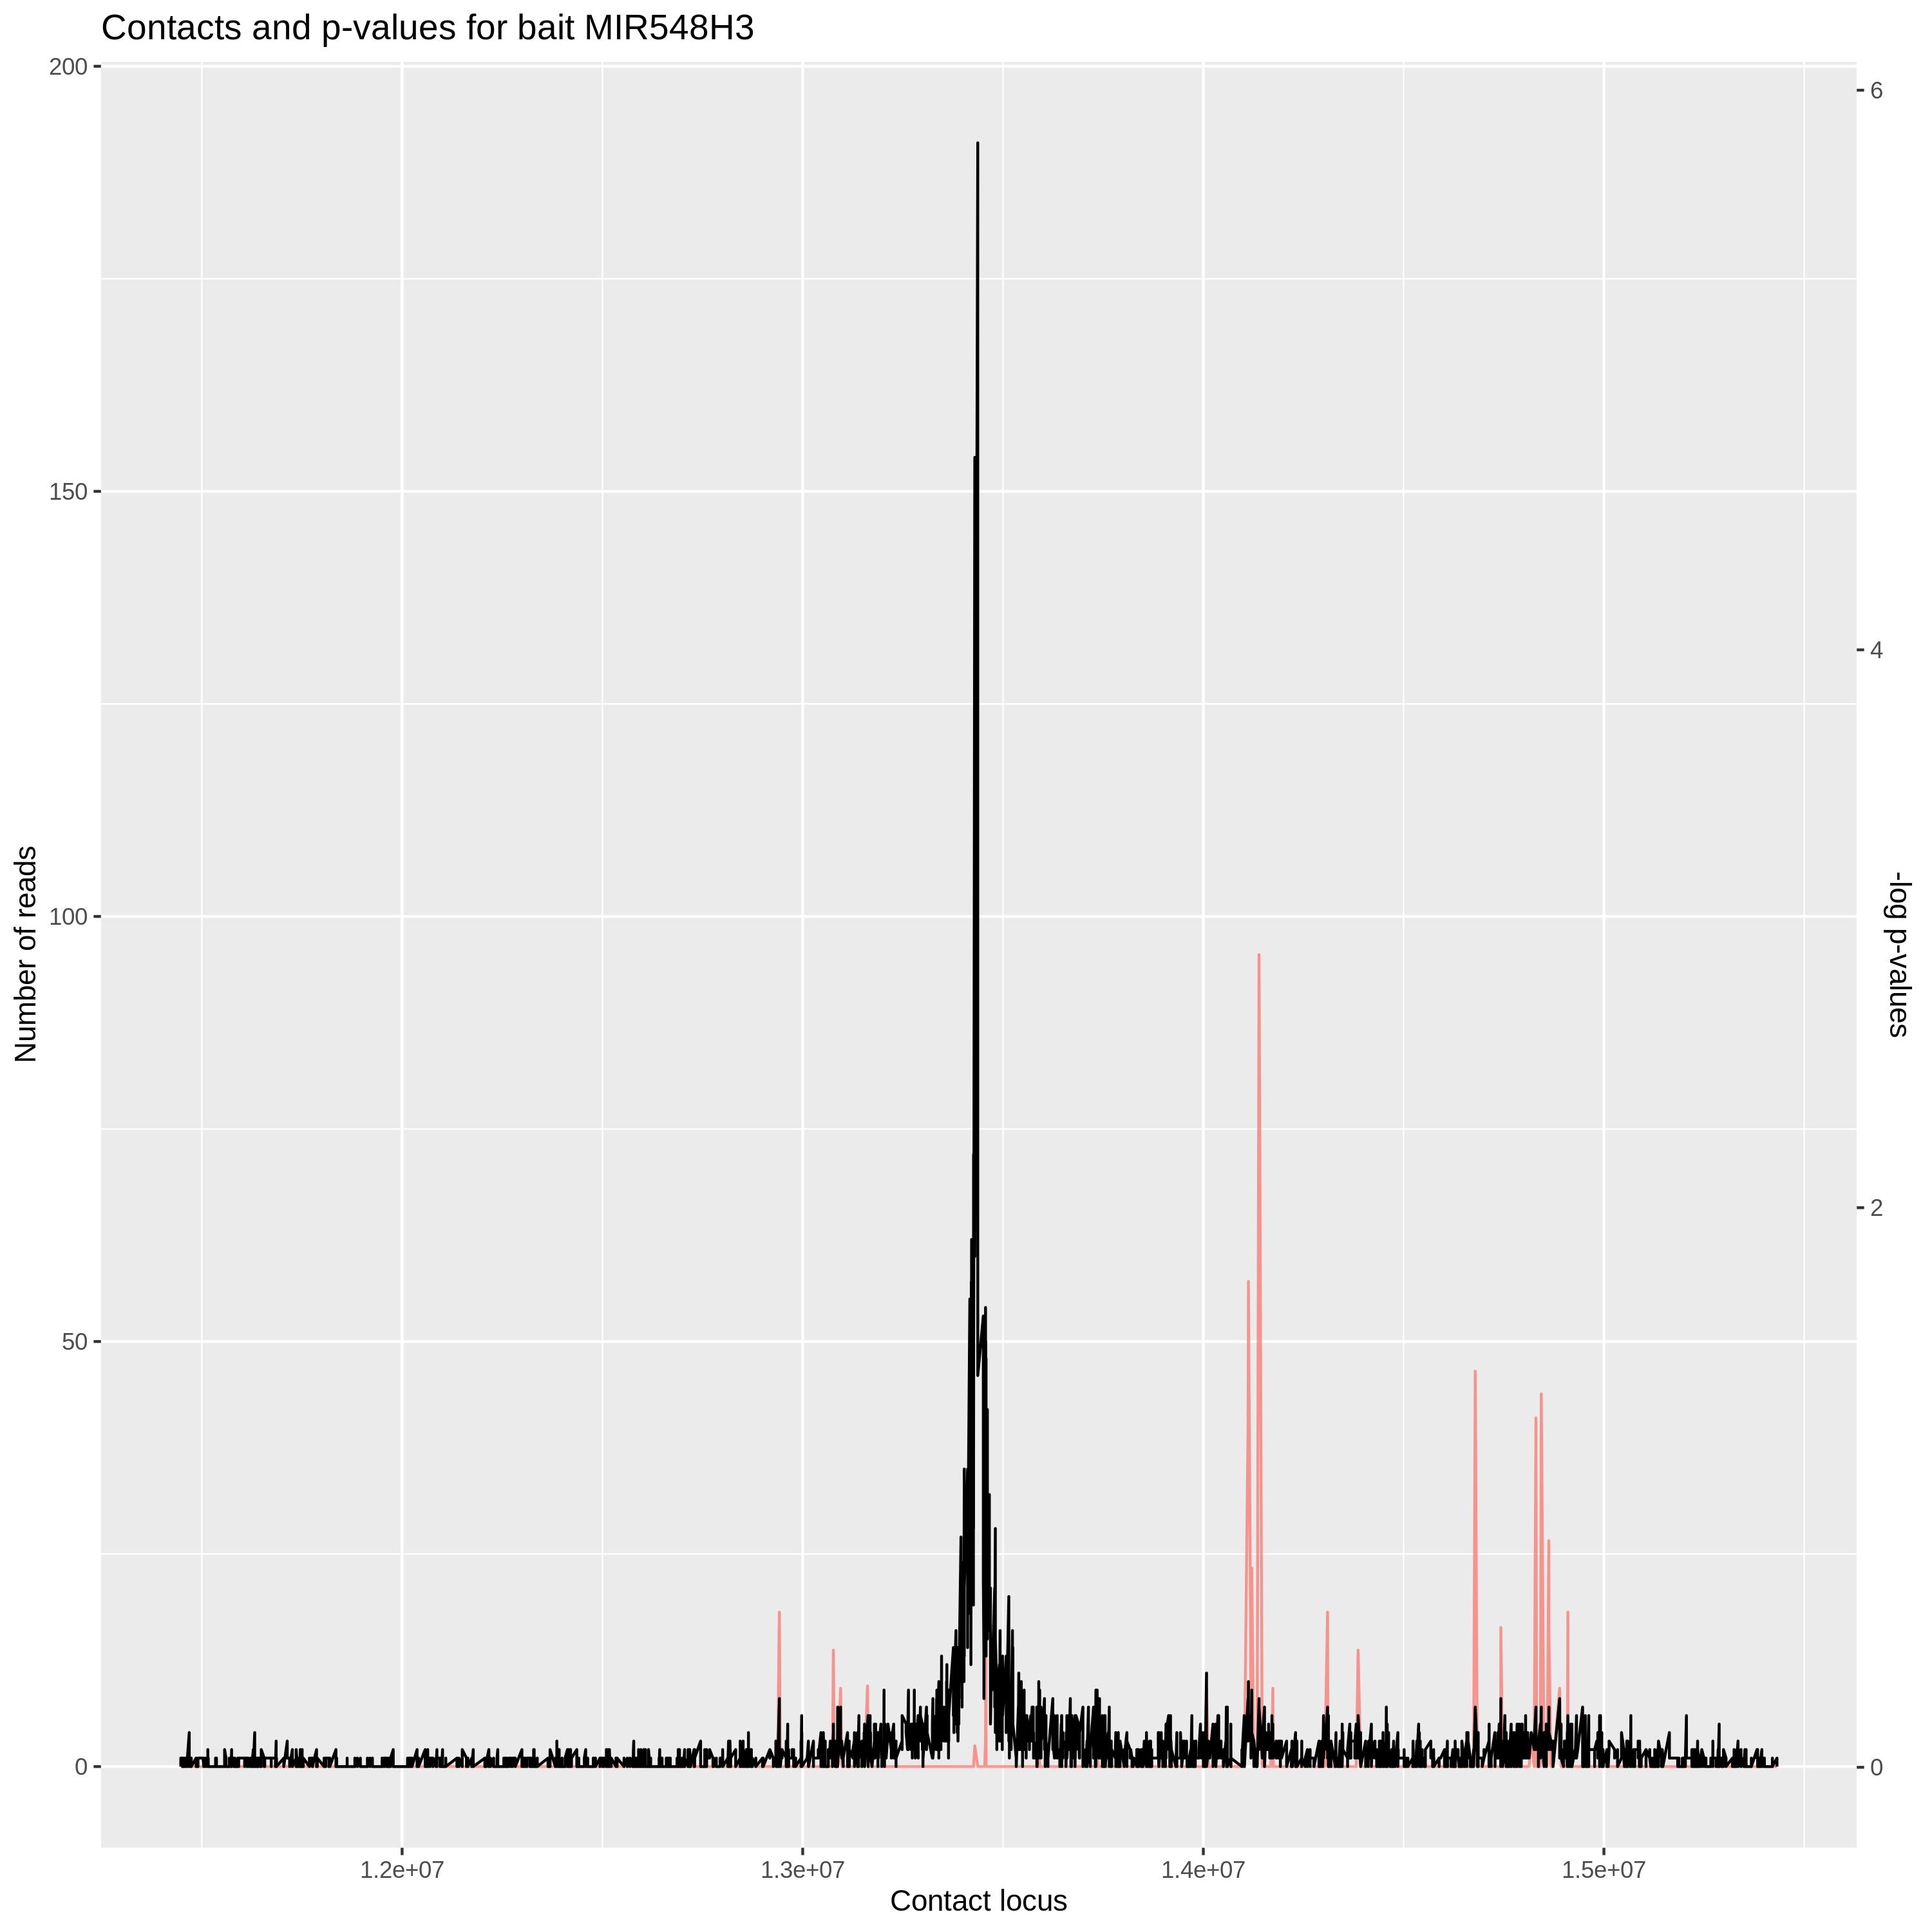 Contacts and p-values for bait MIR548H3
200
150
100
50
0
Number of reads
6
4
2
0
-log p-values
1.2e+07
1.3e+07
1.4e+07
1.5e+07
Contact locus